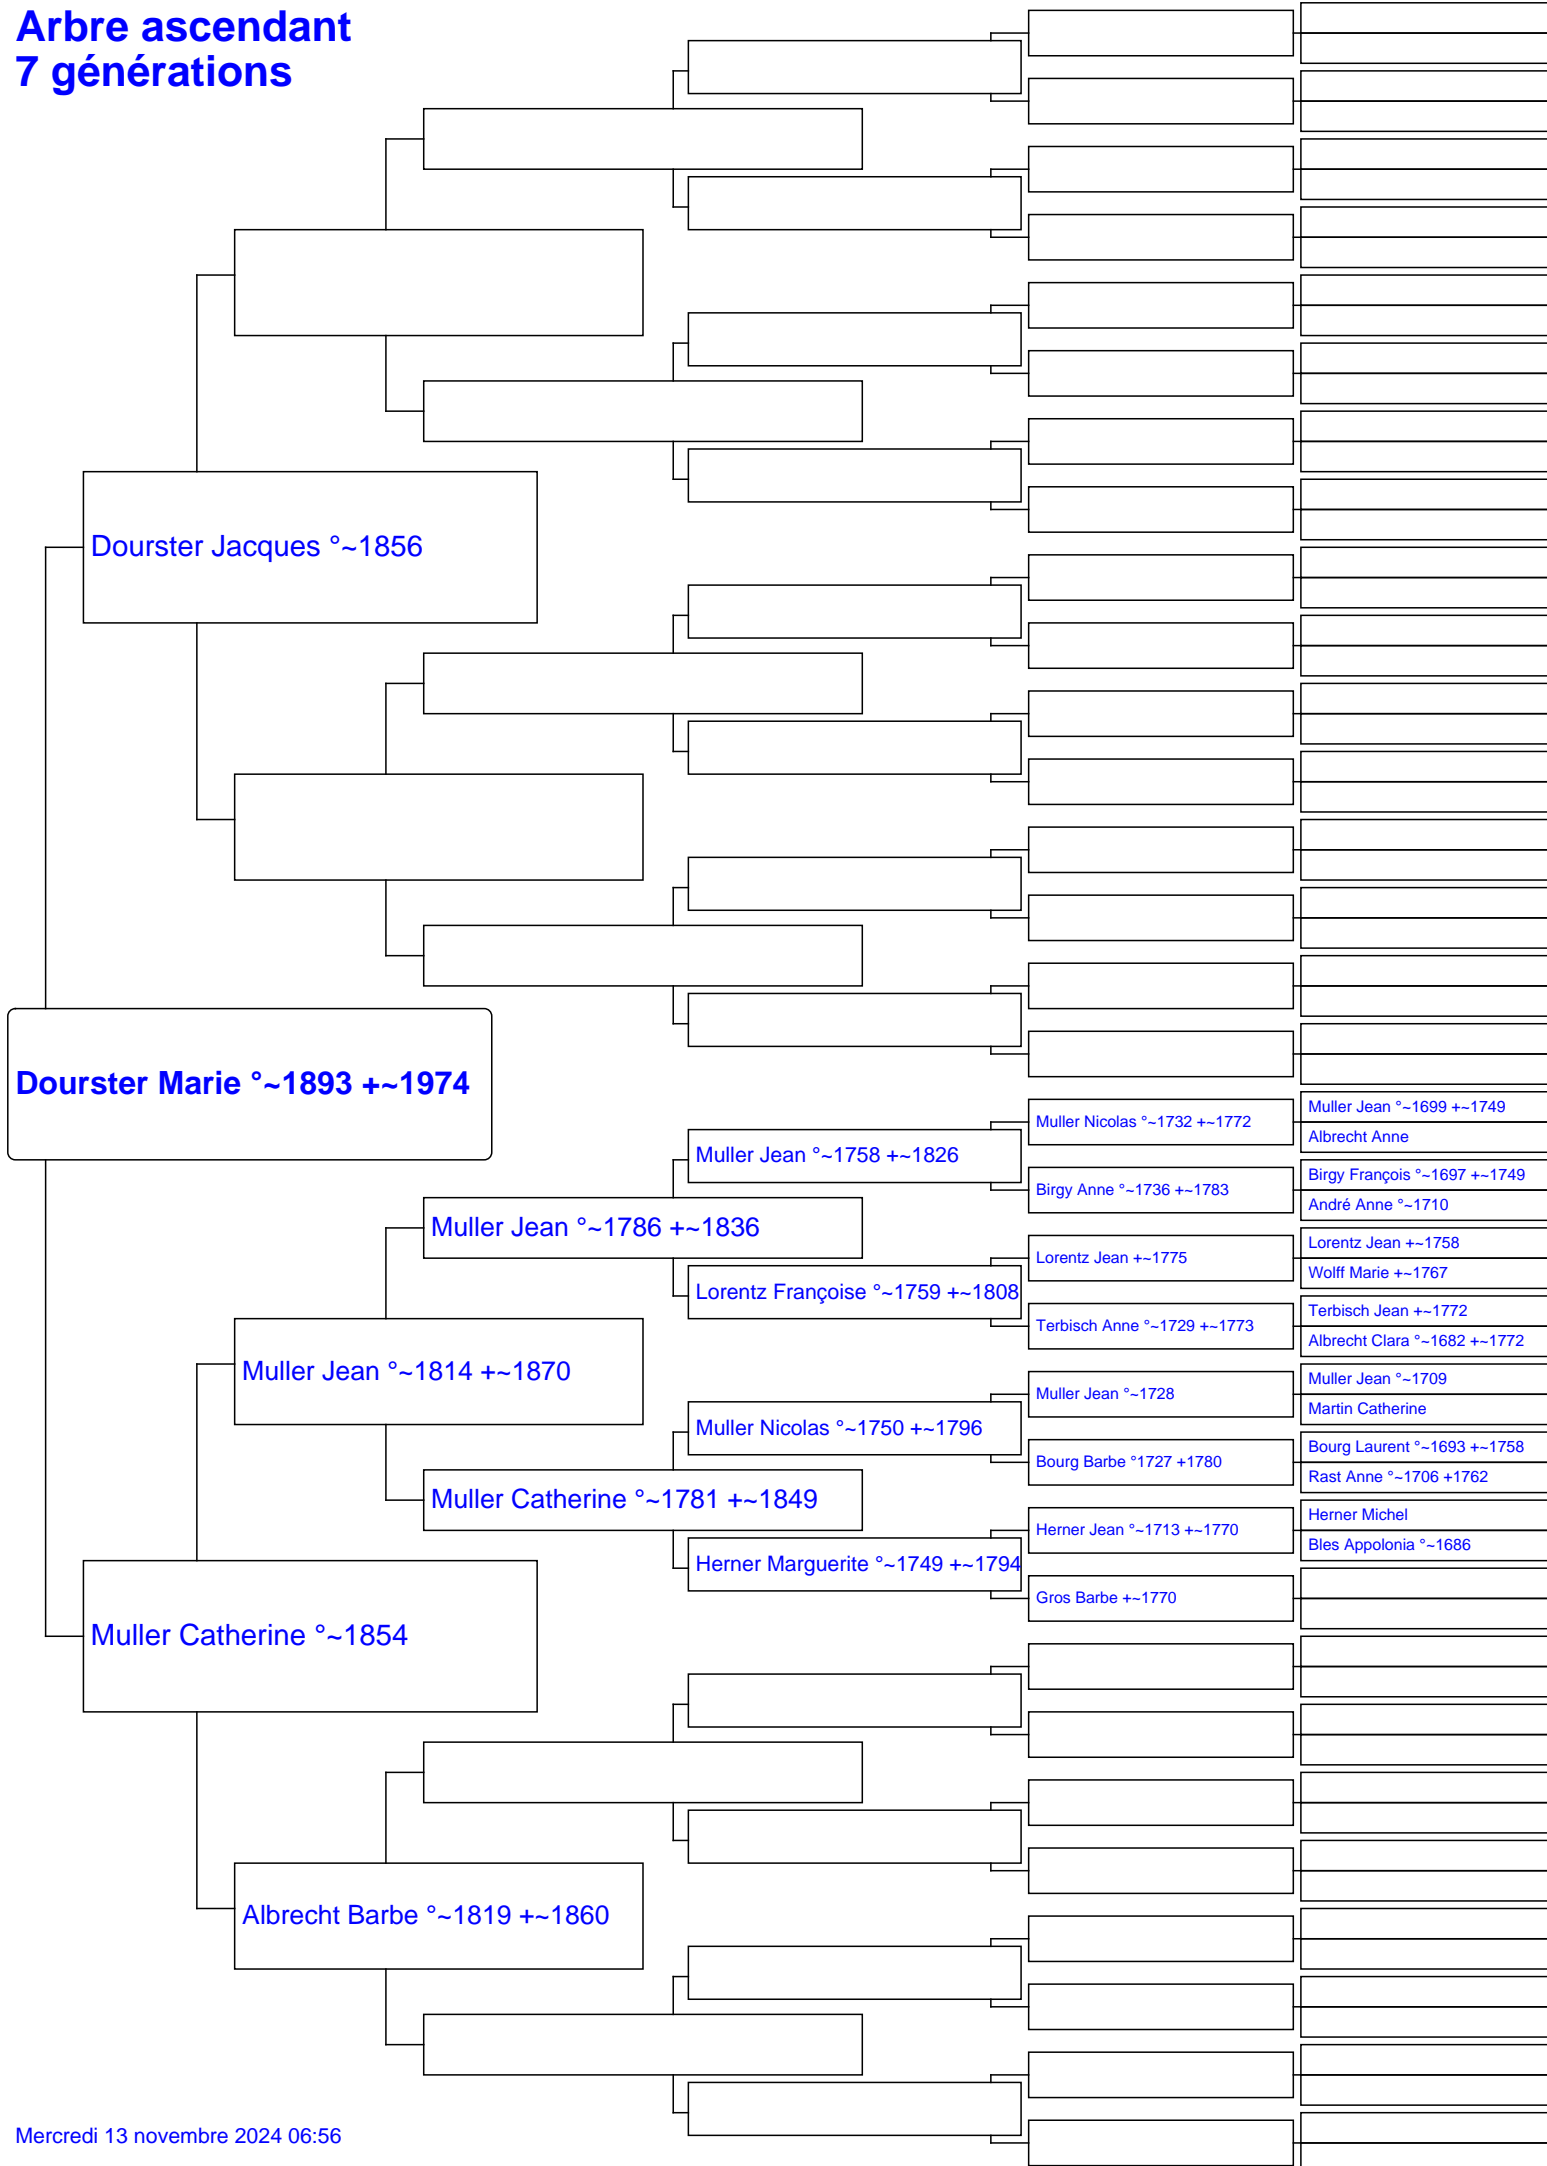 Arbre ascendant
7 générations
Dourster Jacques °~1856
Dourster Marie °~1893 +~1974
Muller Jean °~1699 +~1749
Muller Nicolas °~1732 +~1772
Albrecht Anne
Muller Jean °~1758 +~1826
Birgy François °~1697 +~1749
Birgy Anne °~1736 +~1783
André Anne °~1710
Muller Jean °~1786 +~1836
Lorentz Jean +~1758
Lorentz Jean +~1775
Wolff Marie +~1767
Lorentz Françoise °~1759 +~1808
Terbisch Jean +~1772
Terbisch Anne °~1729 +~1773
Albrecht Clara °~1682 +~1772
Muller Jean °~1814 +~1870
Muller Jean °~1709
Muller Jean °~1728
Martin Catherine
Muller Nicolas °~1750 +~1796
Bourg Laurent °~1693 +~1758
Bourg Barbe °1727 +1780
Rast Anne °~1706 +1762
Muller Catherine °~1781 +~1849
Herner Michel
Herner Jean °~1713 +~1770
Bles Appolonia °~1686
Herner Marguerite °~1749 +~1794
Gros Barbe +~1770
Muller Catherine °~1854
Albrecht Barbe °~1819 +~1860
Mercredi 13 novembre 2024 06:56